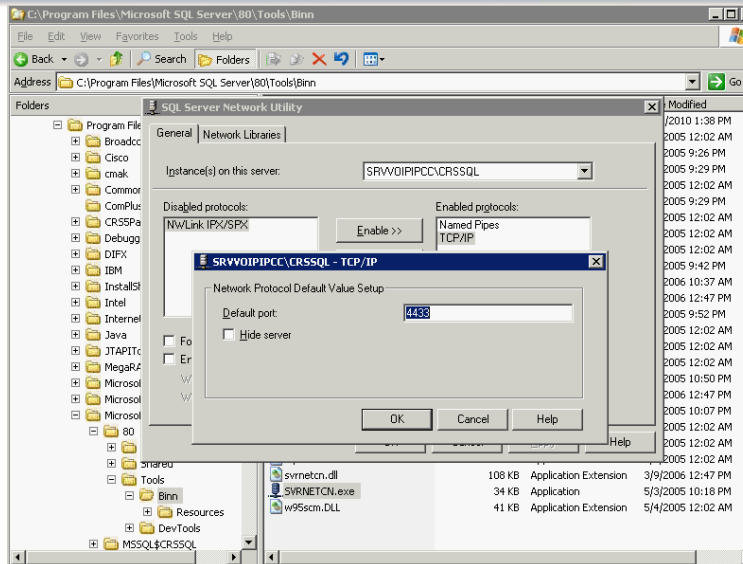 C:\Program Files\Microsoft SQL Server\80\Tools\Binn
File Edit View Favorites Tools Help
Back Search Folders
Address C:\Program Files\Microsoft SQL Server\80\Tools\Binn Go
Folders
Modified
Program File
Broadco
Cisco
cmak
Common
ComPlus
CRS5Pa
Debugg
DIFX
IBM
InstallSh
Intel
Internet
Java
JTAPITo
MegaRA
Microsof
Microsof
Microsof
80
Shared
Tools
Binn
Resources
DevTools
MSSQL$CRSSQL
SQL Server Network Utility
General Network Libraries
Instance(s) on this server: SRVVOIPIPCC\CRSSQL
Disabled protocols: Enabled protocols:
NWLink IPX/SPX
Enable >>
Named Pipes
TCP/IP
SRVVOIPIPCC\CRSSQL - TCP/IP
Network Protocol Default Value Setup
Default port: 4433
Hide server
OK Cancel Help
Fo
Er
W
W
Help
/2010 1:38 PM
2005 12:02 AM
2005 9:26 PM
2005 9:29 PM
2005 12:02 AM
2005 9:29 PM
2005 12:02 AM
2005 12:02 AM
2005 12:02 AM
2005 9:42 PM
2006 10:37 AM
2006 12:47 PM
2005 9:52 PM
2005 12:02 AM
2005 12:02 AM
2005 12:02 AM
2005 10:50 PM
2006 12:47 PM
2005 10:07 PM
2005 12:02 AM
2005 12:02 AM
2005 12:02 AM
svrnetcn.dll 108 KB Application Extension 3/9/2006 12:47 PM
SVRNETCN.exe 34 KB Application 5/3/2005 10:18 PM
w95scm.DLL 41 KB Application Extension 5/4/2005 12:02 AM